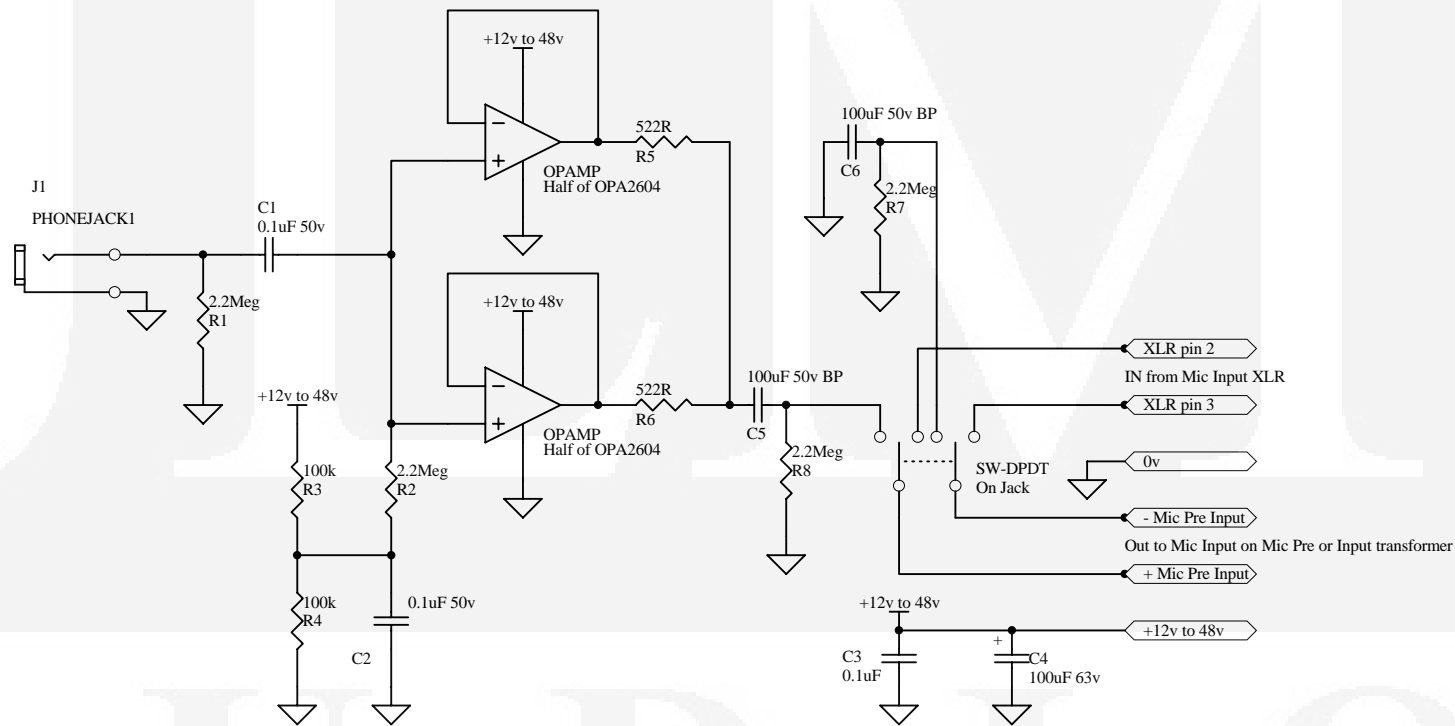 +12v to 48v
OPAMP
Half of OPA2604
522R
R5
100uF 50v BP
C6
2.2Meg
R7
J1
PHONEJACK1
C1
0.1uF 50v
2.2Meg
R1
+12v to 48v
OPAMP
Half of OPA2604
522R
R6
100uF 50v BP
C5
2.2Meg
R8
+12v to 48v
100k
R3
2.2Meg
R2
100k
R4
0.1uF 50v
C2
XLR pin 2
IN from Mic Input XLR
XLR pin 3
SW-DPDT
On Jack
0v
- Mic Pre Input
Out to Mic Input on Mic Pre or Input transformer
+ Mic Pre Input
+12v to 48v
+12v to 48v
C3
0.1uF
+
C4
100uF 63v